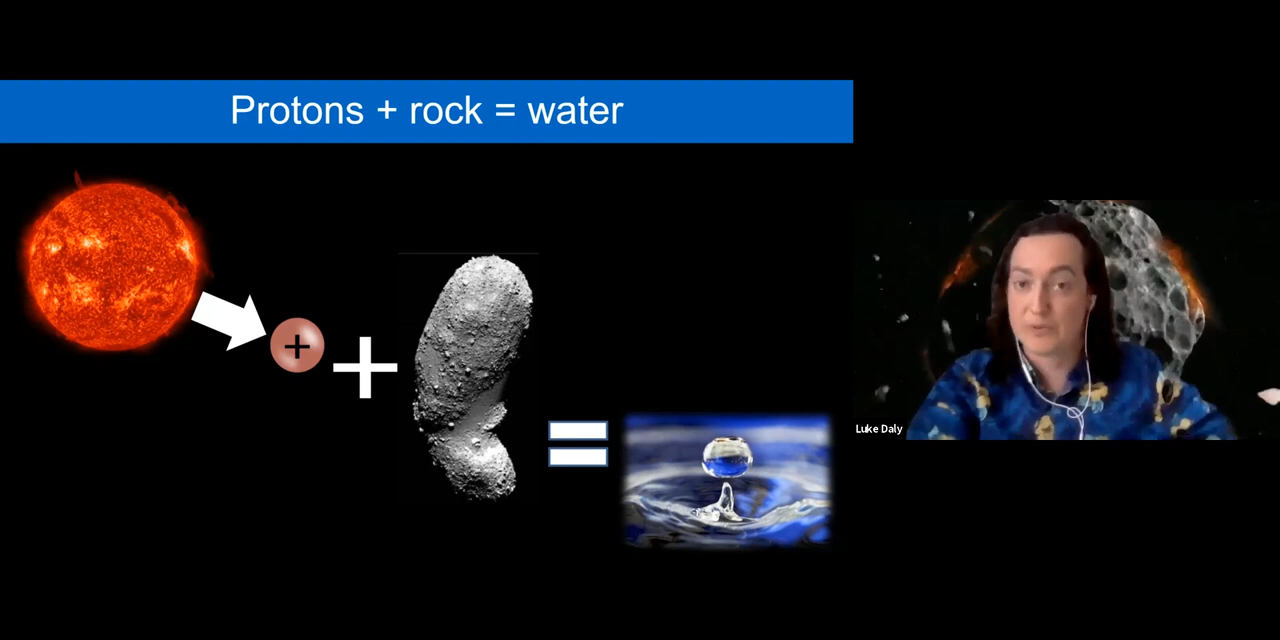 Protons + rock = water
+
+
=
Luke Daly